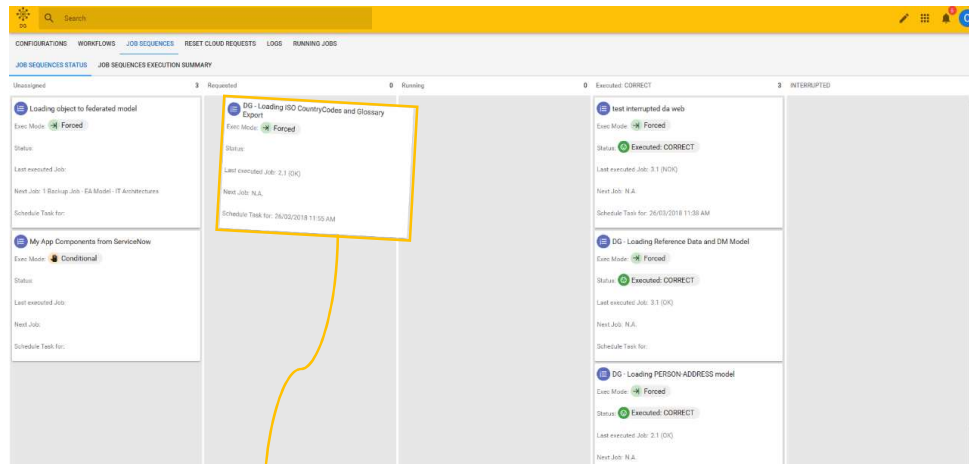 DG
Search
6
CONFIGURATIONS WORKFLOWS JOB SEQUENCES RESET CLOUD REQUESTS LOGS RUNNING JOBS
JOB SEQUENCES STATUS JOB SEQUENCES EXECUTION SUMMARY
Unassigned 3 Requested 0 Running 0 Executed: CORRECT 3 INTERRUPTED
Loading object to federated model
Exec Mode: Forced
Status:
Last executed Job:
Next Job: 1 Backup Job - EA Model - IT Architectures
Schedule Task for:
My App Components from ServiceNow
Exec Mode: Conditional
Status:
Last executed Job:
Next Job:
Schedule Task for:
DG - Loading ISO CountryCodes and Glossary
Export
Exec Mode: Forced
Status:
Last executed Job: 2.1 (OK)
Next Job: N.A.
Schedule Task for: 26/03/2018 11:55 AM
test interrupted da web
Exec Mode: Forced
Status: Executed: CORRECT
Last executed Job: 3.1 (NOK)
Next Job: N.A.
Schedule Task for: 26/03/2018 11:38 AM
DG - Loading Reference Data and DM Model
Exec Mode: Forced
Status: Executed: CORRECT
Last executed Job: 3.1 (OK)
Next Job: N.A.
Schedule Task for:
DG - Loading PERSON-ADDRESS model
Exec Mode: Forced
Status: Executed: CORRECT
Last executed Job: 2.1 (OK)
Next Job: N.A.